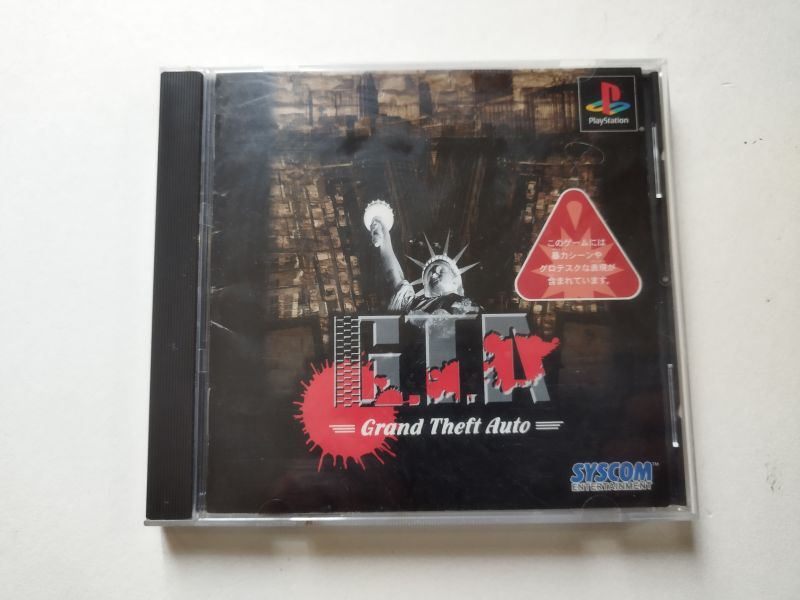 PlayStation
このゲームには
暴力シーンや
グロテスクな表現が
含まれています。
G.T.A
Grand Theft Auto
SYSCOM™
ENTERTAINMENT